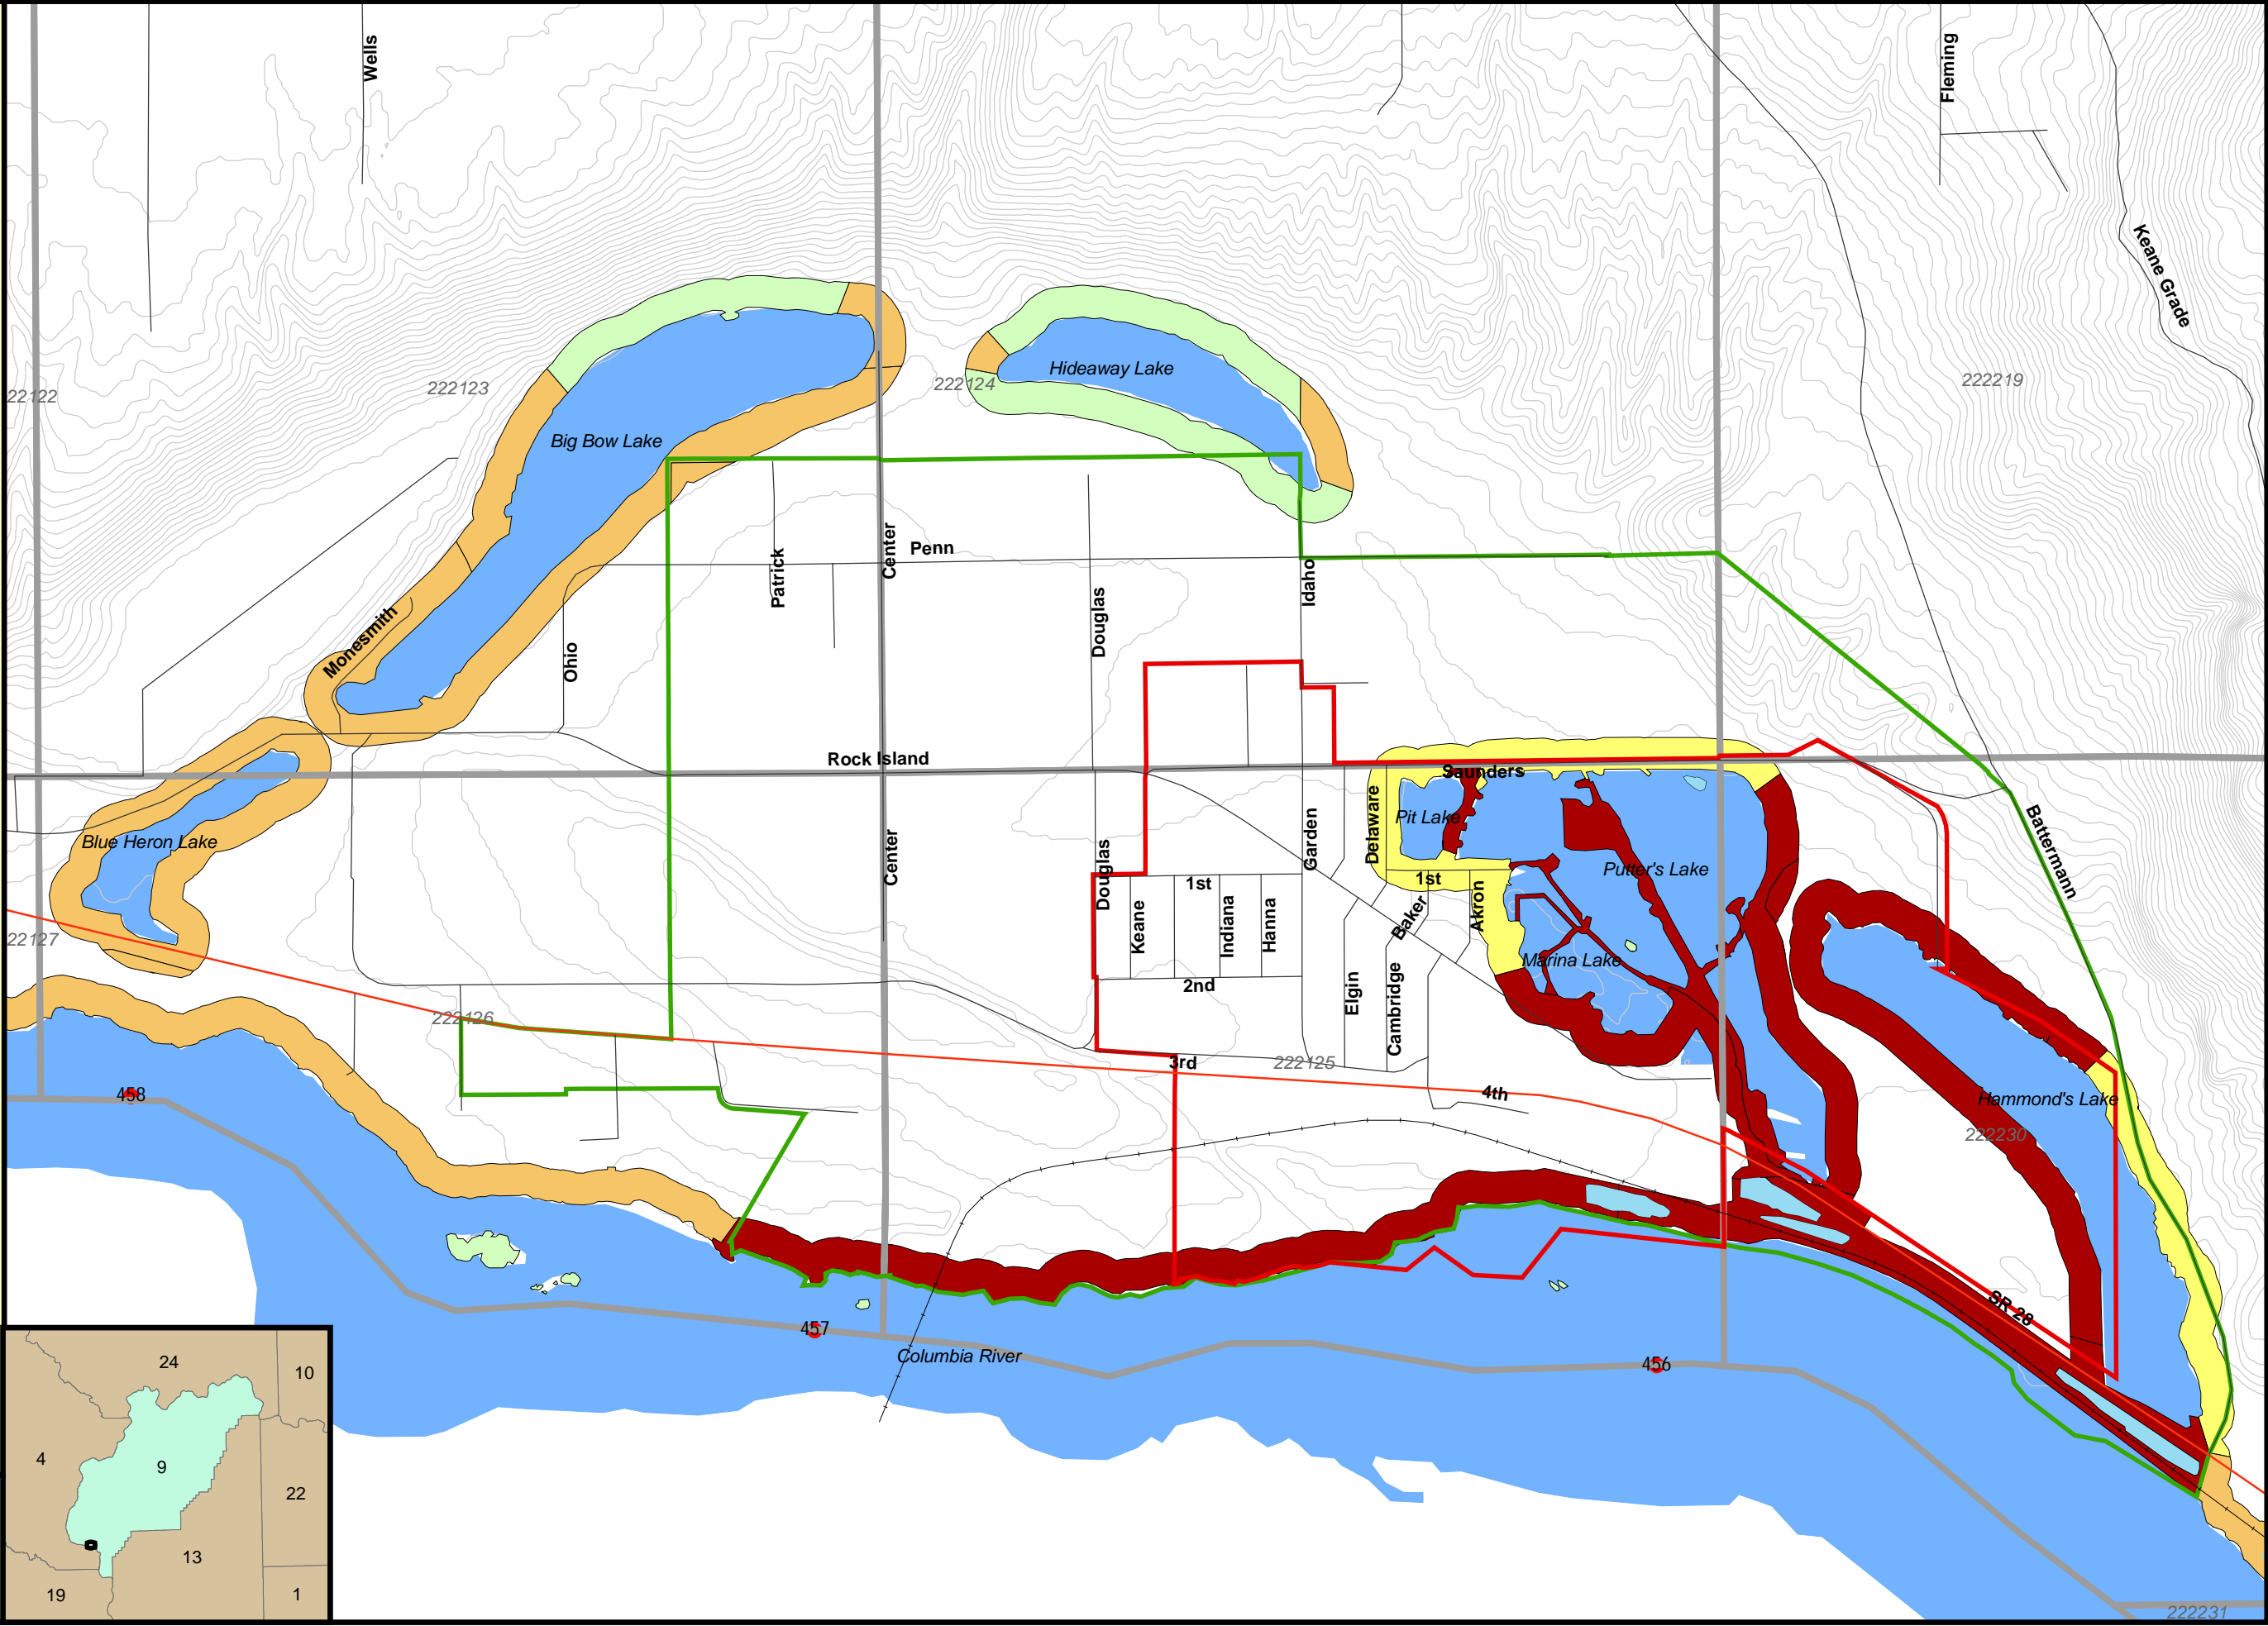 Wells
Fleming
Keane Grade
Hideaway Lake
222123
222124
222219
22122
Big Bow Lake
Center
Penn
Patrick
Idaho
Douglas
Monesmith
Ohio
Rock Island
Saunders
Pit Lake
Delaware
Garden
Battermann
Blue Heron Lake
Center
Douglas
Putter's Lake
1st
1st
Akron
Baker
Keane
Indiana
Hanna
22127
Marina Lake
2nd
Elgin
Cambridge
222126
3rd
222125
4th
458
Hammond's Lake
222230
SR 28
457
456
Columbia River
24
10
4
9
22
13
19
1
222231